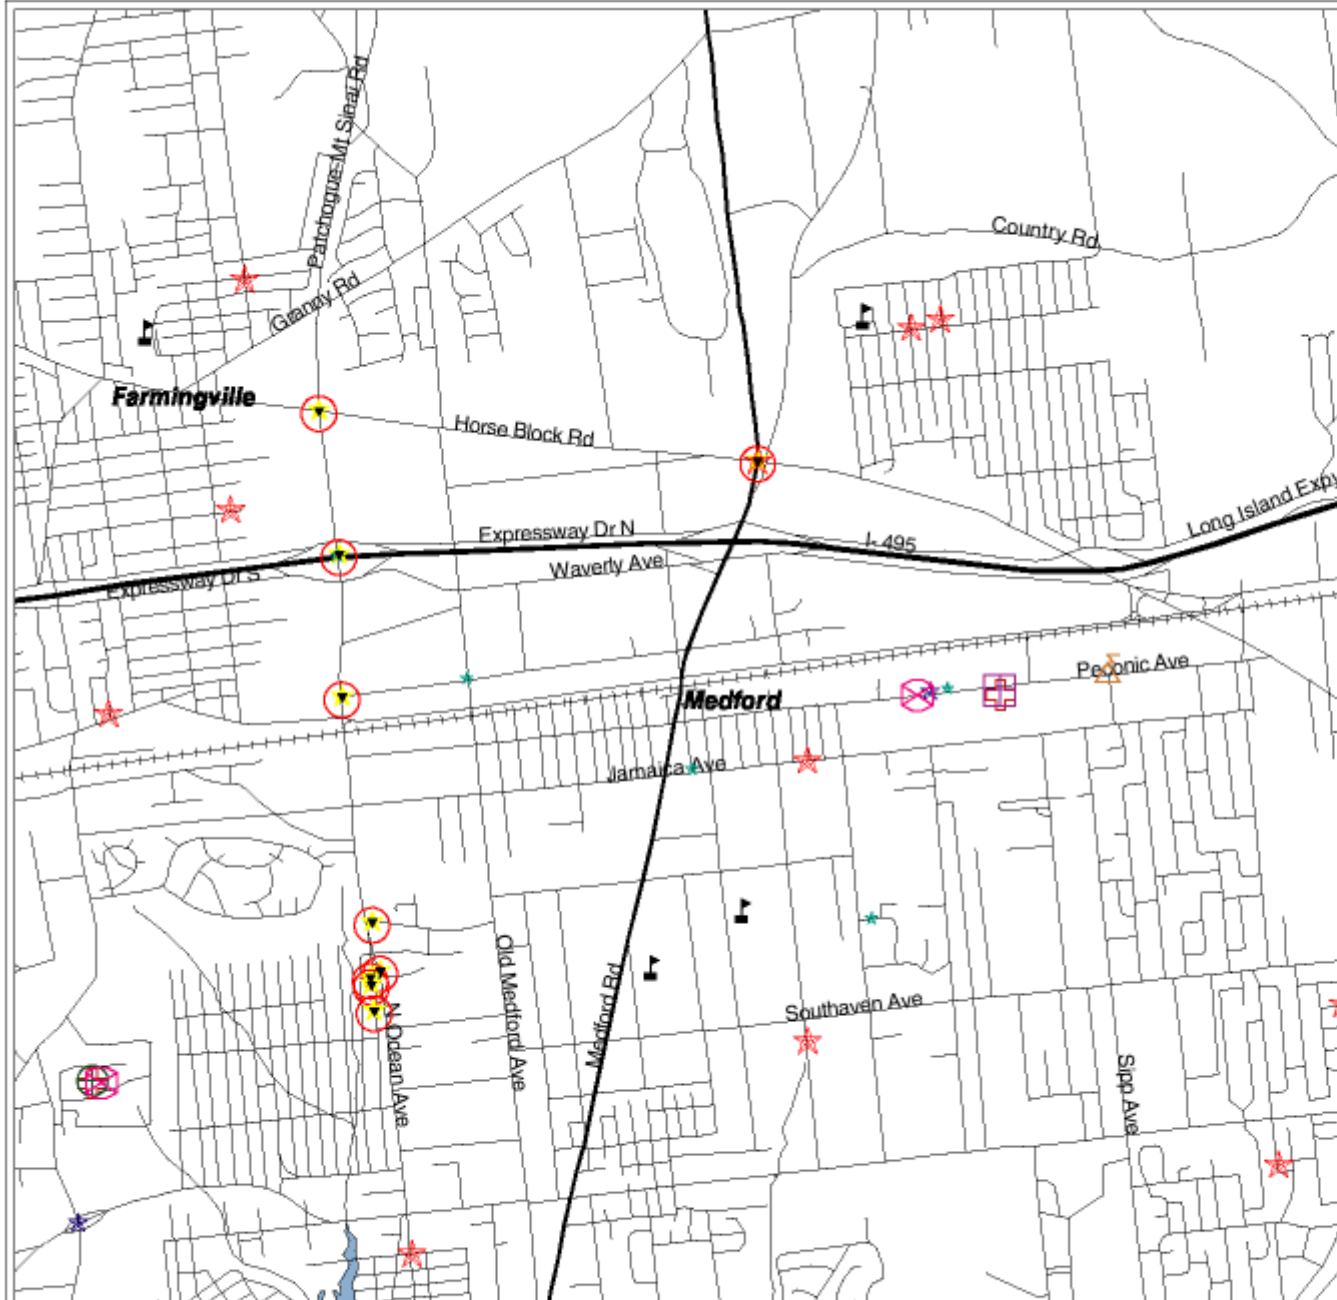 Patchogue-Mt Sinai Rd
Country Rd
Granny Rd
Farmingville
Horse Block Rd
Long Island Expy
Expressway Dr N
I- 495
Waverly Ave
Expressway Dr S
Peconic Ave
Medford
Jamaica Ave
Old Medford Ave
Medford Rd
Southaven Ave
N Ocean Ave
Sipp Ave